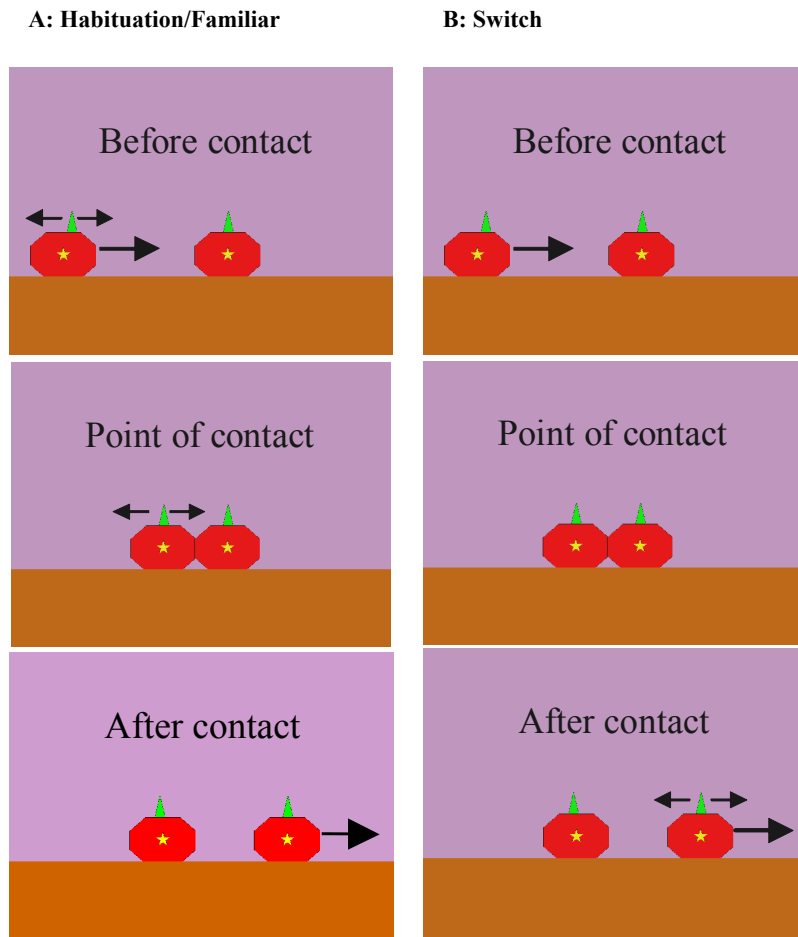 A: Habituation/Familiar
B: Switch
Before contact
Before contact
Point of contact
Point of contact
After contact
After contact